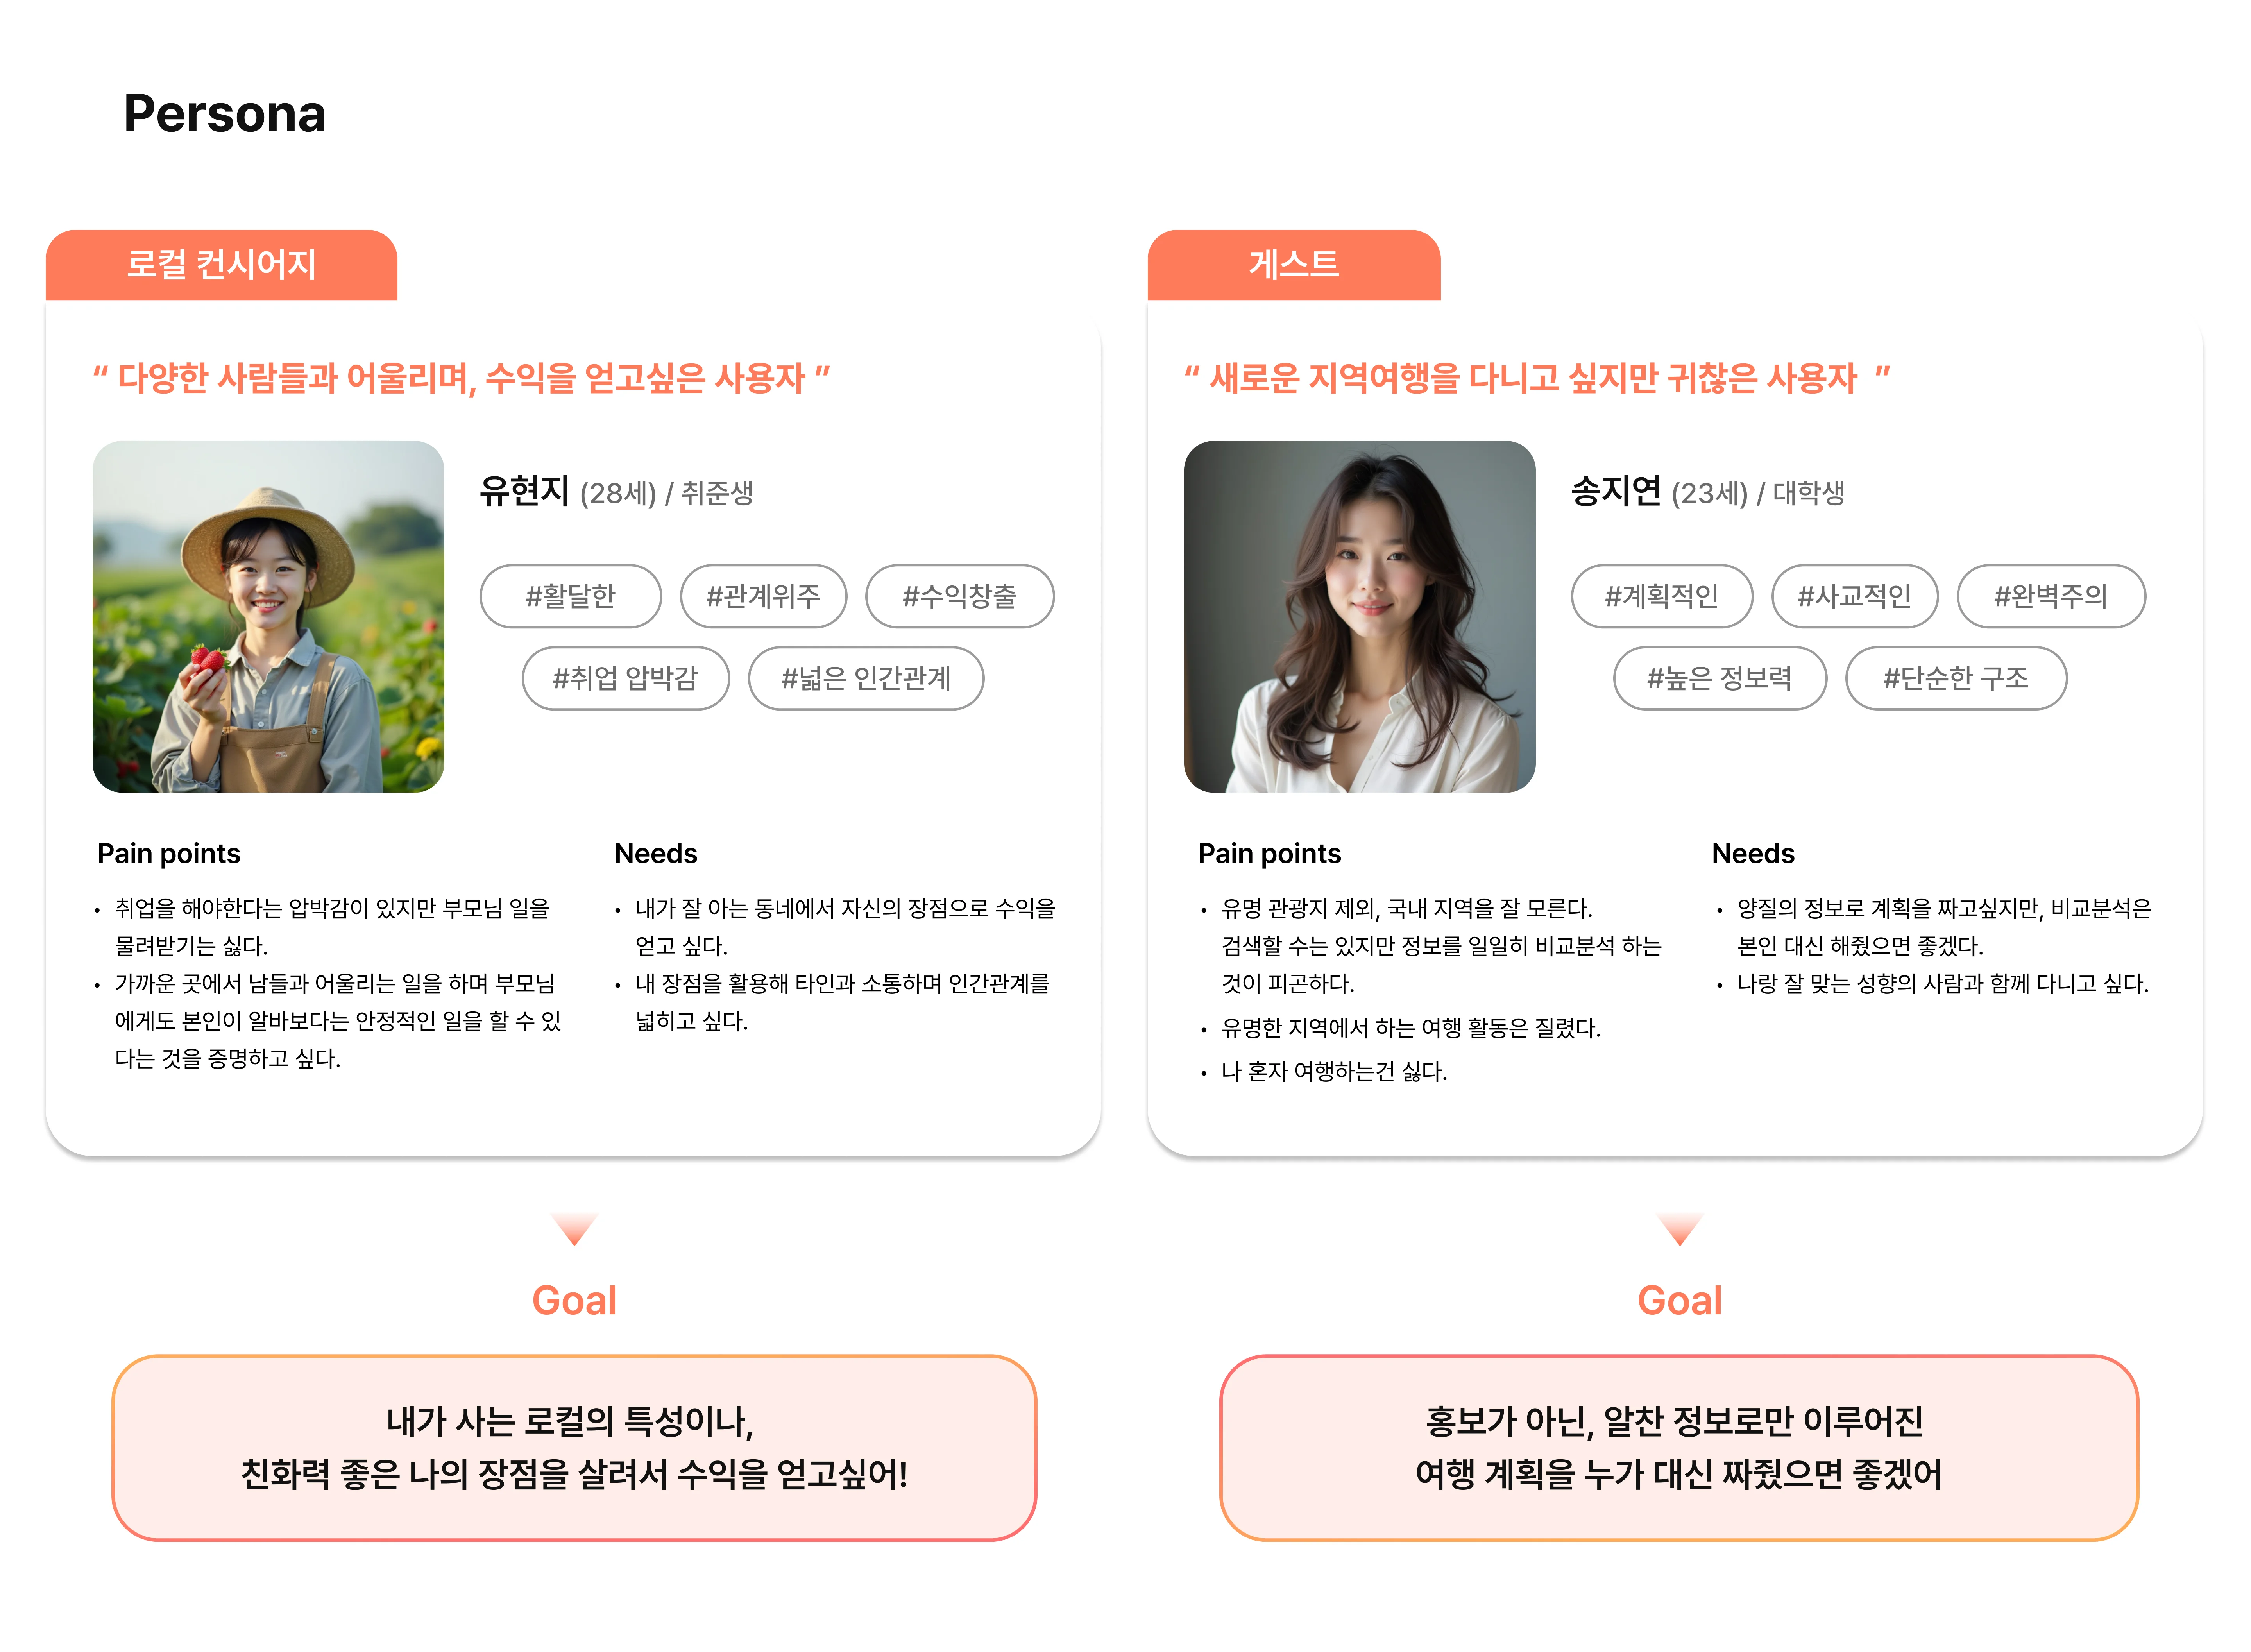 Persona
로컬 컨시어지
“ 다양한 사람들과 어울리며, 수익을 얻고싶은 사용자 ”
유현지 (28세) / 취준생
#활달한
#관계위주
#수익창출
#취업 압박감
#넓은 인간관계
Pain points
• 취업을 해야한다는 압박감이 있지만 부모님 일을
물려받기는 싫다.
• 가까운 곳에서 남들과 어울리는 일을 하며 부모님
에게도 본인이 알바보다는 안정적인 일을 할 수 있
다는 것을 증명하고 싶다.
Needs
• 내가 잘 아는 동네에서 자신의 장점으로 수익을
얻고 싶다.
• 내 장점을 활용해 타인과 소통하며 인간관계를
넓히고 싶다.
Goal
내가 사는 로컬의 특성이나,
친화력 좋은 나의 장점을 살려서 수익을 얻고싶어!
게스트
“ 새로운 지역여행을 다니고 싶지만 귀찮은 사용자 ”
송지연 (23세) / 대학생
#계획적인
#사교적인
#완벽주의
#높은 정보력
#단순한 구조
Pain points
• 유명 관광지 제외, 국내 지역을 잘 모른다.
검색할 수는 있지만 정보를 일일히 비교분석 하는
것이 피곤하다.
• 유명한 지역에서 하는 여행 활동은 질렸다.
• 나 혼자 여행하는건 싫다.
Needs
• 양질의 정보로 계획을 짜고싶지만, 비교분석은
본인 대신 해줬으면 좋겠다.
• 나랑 잘 맞는 성향의 사람과 함께 다니고 싶다.
Goal
홍보가 아닌, 알찬 정보로만 이루어진
여행 계획을 누가 대신 짜줬으면 좋겠어